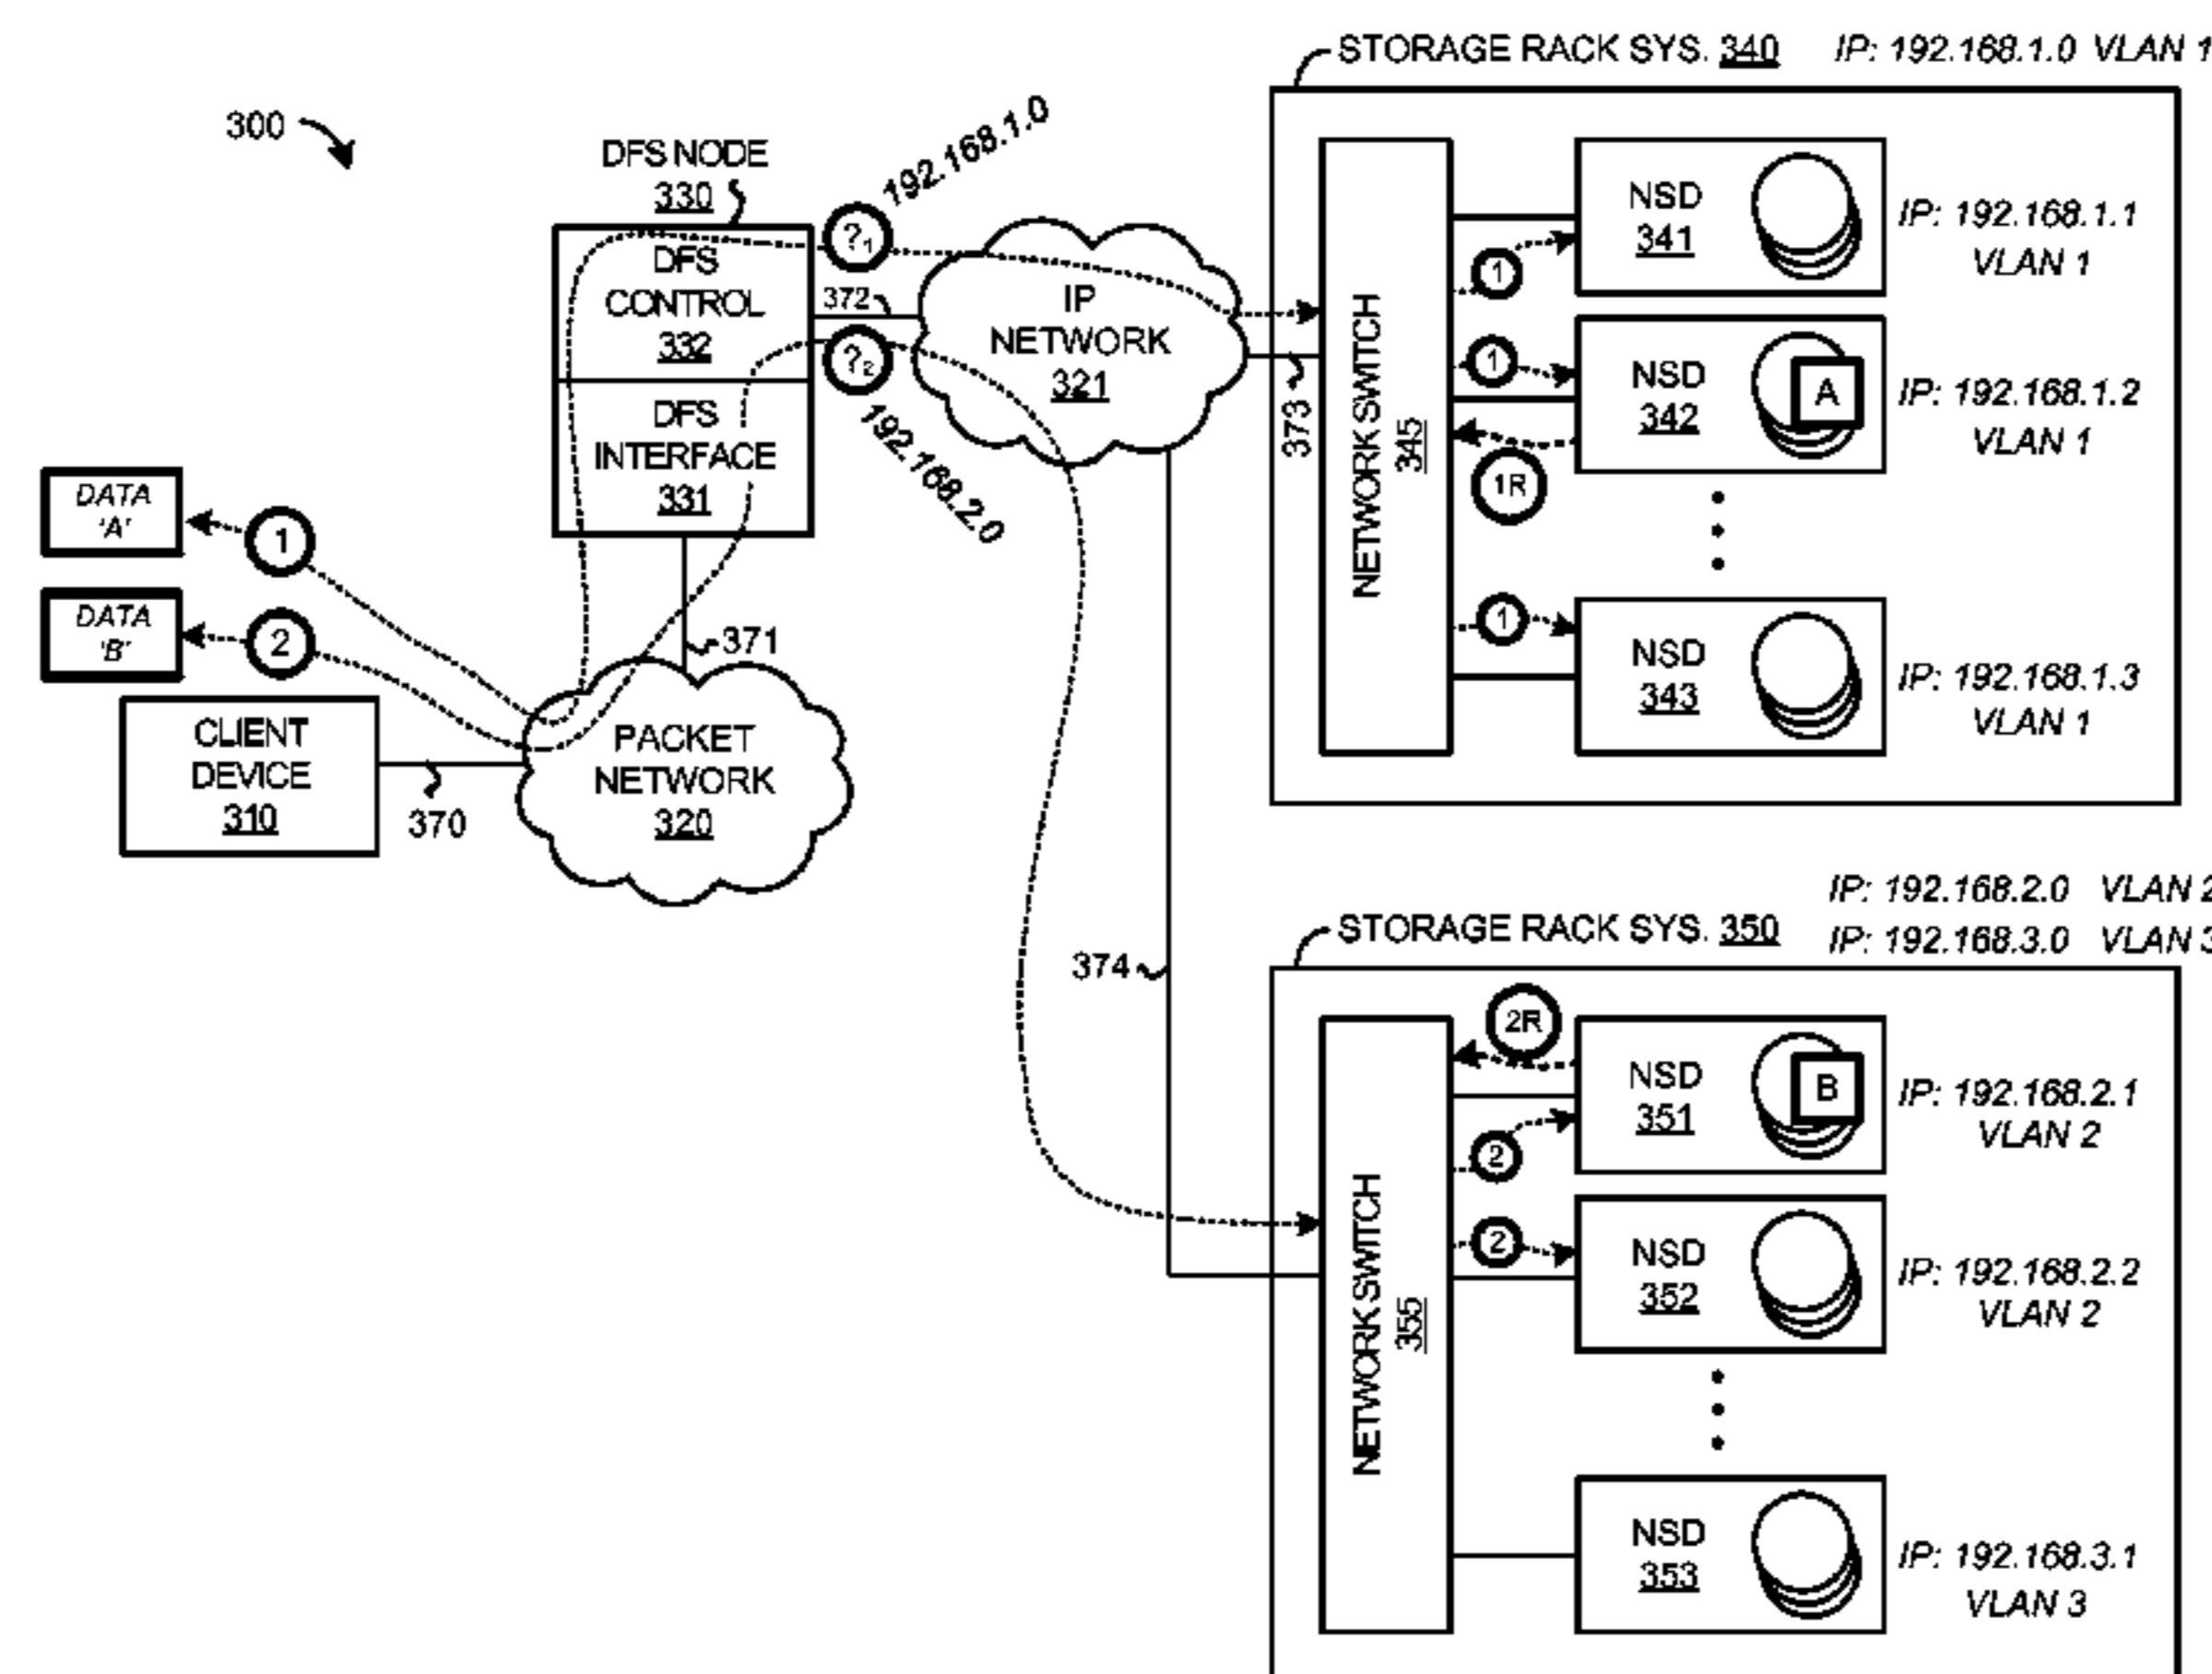 300
DFS NODE
330
DFS
CONTROL
332
DFS
INTERFACE
331
?1
192.168.1.0
?2
192.168.2.0
372
IP
NETWORK
321
373
374
371
DATA
'A'
1
DATA
'B'
2
CLIENT
DEVICE
310
370
PACKET
NETWORK
320
STORAGE RACK SYS. 340 IP: 192.168.1.0 VLAN 1
NETWORK SWITCH
345
1
NSD
341
IP: 192.168.1.1
VLAN 1
1
NSD
342
A
IP: 192.168.1.2
VLAN 1
1R
1
NSD
343
IP: 192.168.1.3
VLAN 1
IP: 192.168.2.0 VLAN 2
STORAGE RACK SYS. 350
IP: 192.168.3.0 VLAN 3
NETWORK SWITCH
355
2R
NSD
351
B
IP: 192.168.2.1
VLAN 2
2
2
NSD
352
IP: 192.168.2.2
VLAN 2
NSD
353
IP: 192.168.3.1
VLAN 3